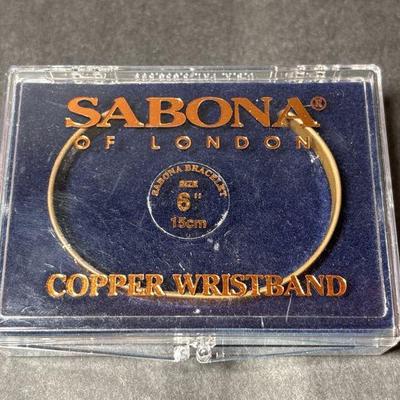 SABONA®
OF LONDON
SABONA BRACELET
SIZE
6"
15cm
COPPER WRISTBAND